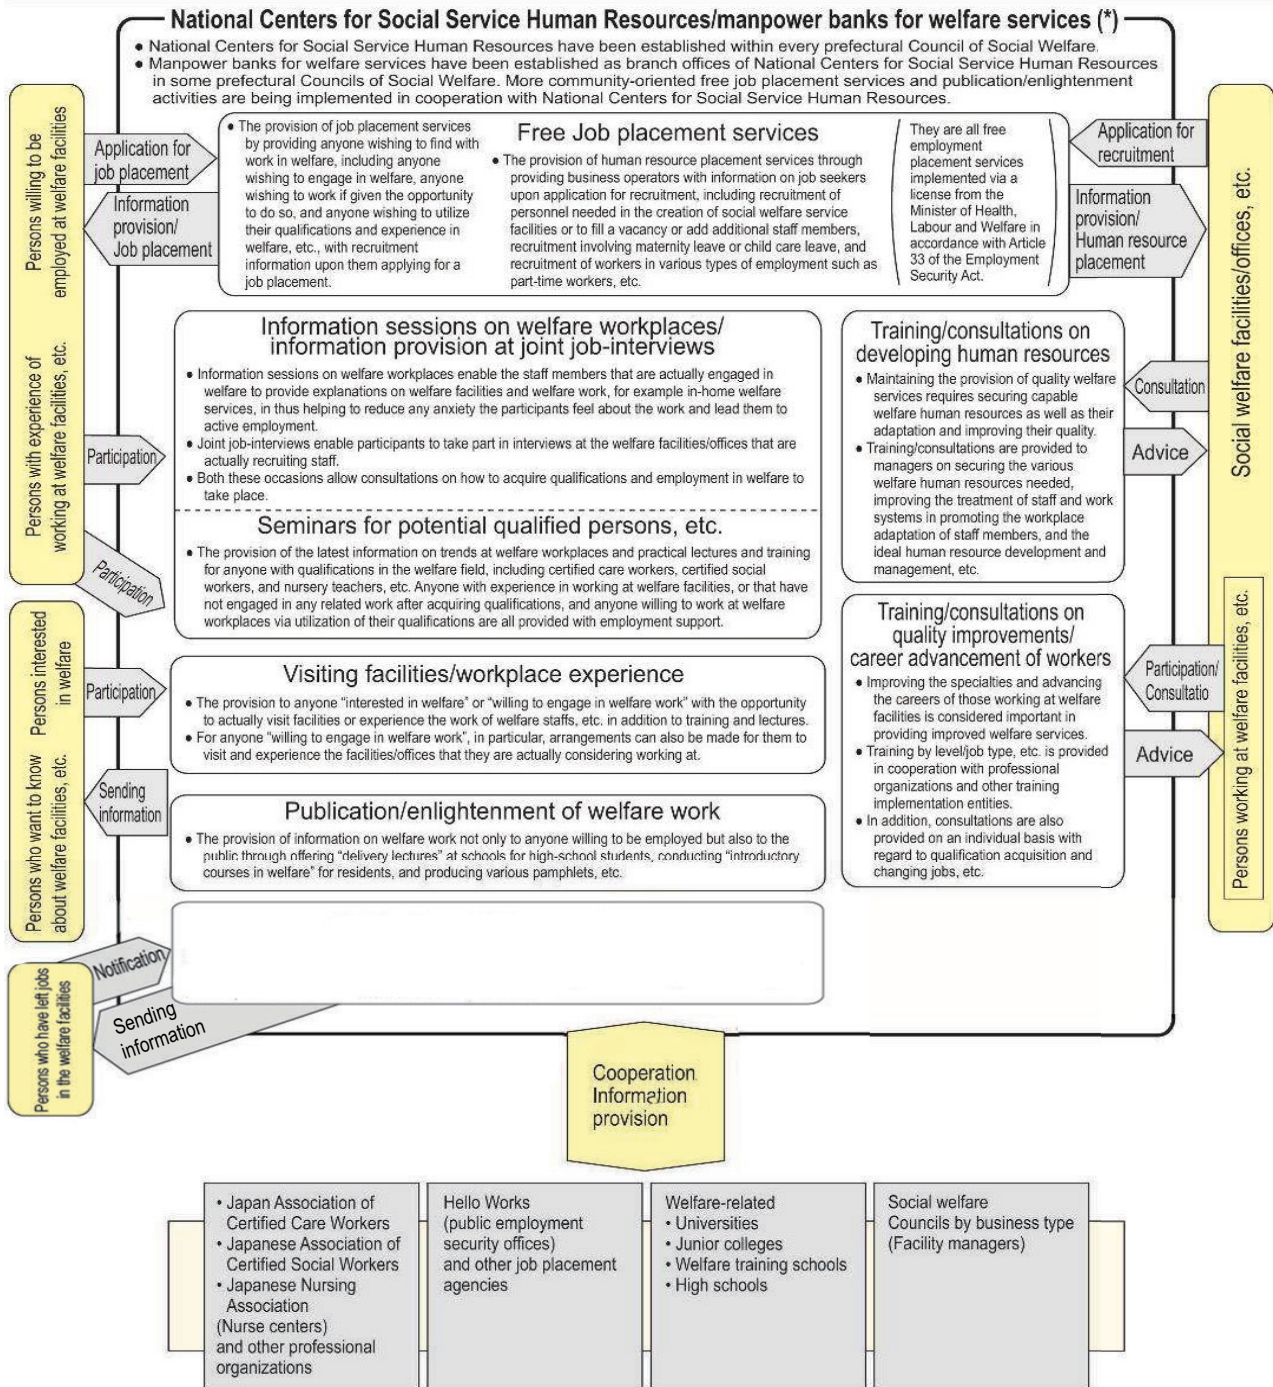 National Centers for Social Service Human Resources/manpower banks for welfare services (*)
• National Centers for Social Service Human Resources have been established within every prefectural Council of Social Welfare.
• Manpower banks for welfare services have been established as branch offices of National Centers for Social Service Human Resources
in some prefectural Councils of Social Welfare. More community-oriented free job placement services and publication/enlightenment
activities are being implemented in cooperation with National Centers for Social Service Human Resources.
Persons willing to be
employed at welfare facilities
Persons with experience of
working at welfare facilities, etc.
Application for
job placement
Information
provision/
Job placement
• The provision of job placement services
by providing anyone wishing to find with
work in welfare, including anyone
wishing to engage in welfare, anyone
wishing to work if given the opportunity
to do so, and anyone wishing to utilize
their qualifications and experience in
welfare, etc., with recruitment
information upon them applying for a
job placement.
Free Job placement services
• The provision of human resource placement services through
providing business operators with information on job seekers
upon application for recruitment, including recruitment of
personnel needed in the creation of social welfare service
facilities or to fill a vacancy or add additional staff members,
recruitment involving maternity leave or child care leave, and
recruitment of workers in various types of employment such as
part-time workers, etc.
They are all free
employment
placement services
implemented via a
license from the
Minister of Health,
Labour and Welfare in
accordance with Article
33 of the Employment
Security Act.
Application for
recruitment
Information
provision/
Human resource
placement
Social welfare facilities/offices, etc.
Participation
Participation
Information sessions on welfare workplaces/
information provision at joint job-interviews
• Information sessions on welfare workplaces enable the staff members that are actually engaged in
welfare to provide explanations on welfare facilities and welfare work, for example in-home welfare
services, in thus helping to reduce any anxiety the participants feel about the work and lead them to
active employment.
• Joint job-interviews enable participants to take part in interviews at the welfare facilities/offices that are
actually recruiting staff.
• Both these occasions allow consultations on how to acquire qualifications and employment in welfare to
take place.
Seminars for potential qualified persons, etc.
• The provision of the latest information on trends at welfare workplaces and practical lectures and training
for anyone with qualifications in the welfare field, including certified care workers, certified social
workers, and nursery teachers, etc. Anyone with experience in working at welfare facilities, or that have
not engaged in any related work after acquiring qualifications, and anyone willing to work at welfare
workplaces via utilization of their qualifications are all provided with employment support.
Training/consultations on
developing human resources
• Maintaining the provision of quality welfare
services requires securing capable
welfare human resources as well as their
adaptation and improving their quality.
• Training/consultations are provided to
managers on securing the various
welfare human resources needed,
improving the treatment of staff and work
systems in promoting the workplace
adaptation of staff members, and the
ideal human resource development and
management, etc.
Consultation
Advice
Persons interested
in welfare
Persons who want to know
about welfare facilities, etc.
Participation
Visiting facilities/workplace experience
• The provision to anyone “interested in welfare” or “willing to engage in welfare work” with the opportunity
to actually visit facilities or experience the work of welfare staffs, etc. in addition to training and lectures.
• For anyone “willing to engage in welfare work”, in particular, arrangements can also be made for them to
visit and experience the facilities/offices that they are actually considering working at.
Sending
information
Publication/enlightenment of welfare work
• The provision of information on welfare work not only to anyone willing to be employed but also to the
public through offering “delivery lectures” at schools for high-school students, conducting “introductory
courses in welfare” for residents, and producing various pamphlets, etc.
Training/consultations on
quality improvements/
career advancement of workers
• Improving the specialties and advancing
the careers of those working at welfare
facilities is considered important in
providing improved welfare services.
• Training by level/job type, etc. is provided
in cooperation with professional
organizations and other training
implementation entities.
• In addition, consultations are also
provided on an individual basis with
regard to qualification acquisition and
changing jobs, etc.
Participation/
Consultatio
Advice
Persons working at welfare facilities, etc.
Persons who have left jobs
in the welfare facilities
Notification
Sending
information
Cooperation
Information
provision
• Japan Association of
Certified Care Workers
• Japanese Association of
Certified Social Workers
• Japanese Nursing
Association
(Nurse centers)
and other professional
organizations
Hello Works
(public employment
security offices)
and other job placement
agencies
Welfare-related
• Universities
• Junior colleges
• Welfare training schools
• High schools
Social welfare
Councils by business type
(Facility managers)